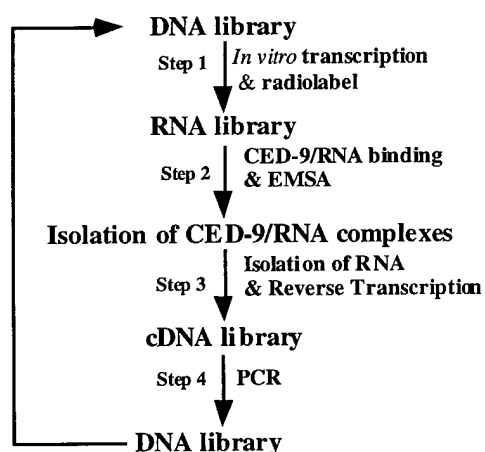 DNA library
Step 1
In vitro transcription
& radiolabel
RNA library
Step 2
CED-9/RNA binding
& EMSA
Isolation of CED-9/RNA complexes
Step 3
Isolation of RNA
& Reverse Transcription
cDNA library
Step 4
PCR
DNA library